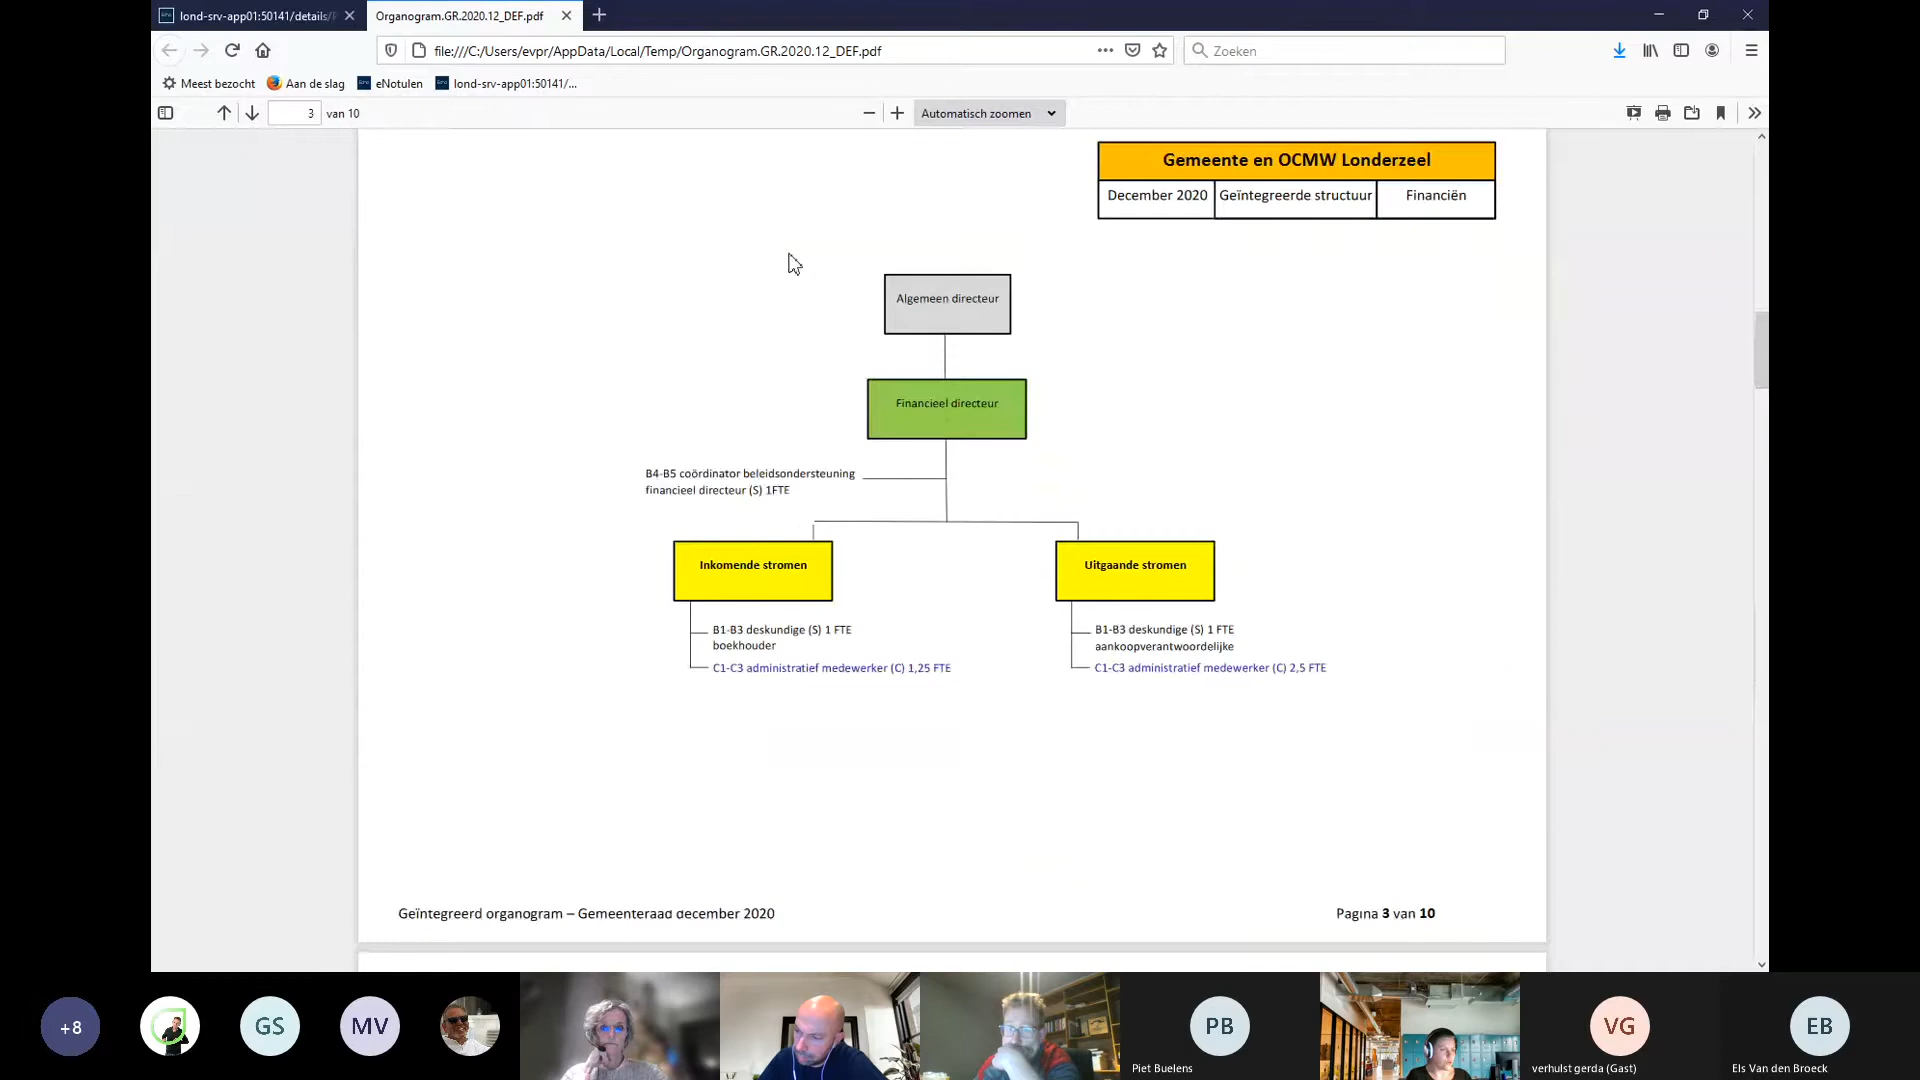 lond-srv-app01:50141/details/
Organogram.GR.2020.12_DEF.pdf
file:///C:/Users/evpr/AppData/Local/Temp/Organogram.GR.2020.12_DEF.pdf
Zoeken
Meest bezocht
Aan de slag
eNotulen
lond-srv-app01:50141/...
3 van 10
Automatisch zoomen
Gemeente en OCMW Londerzeel
December 2020 Geïntegreerde structuur Financiën
Algemeen directeur
Financieel directeur
B4-B5 coördinator beleidsondersteuning
financieel directeur (S) 1FTE
Inkomende stromen
Uitgaande stromen
B1-B3 deskundige (S) 1 FTE
boekhouder
C1-C3 administratief medewerker (C) 1,25 FTE
B1-B3 deskundige (S) 1 FTE
aankoopverantwoordelijke
C1-C3 administratief medewerker (C) 2,5 FTE
Geïntegreerd organogram – Gemeenteraad december 2020
Pagina 3 van 10
+8
GS
MV
PB
Piet Buelens
VG
verhulst gerda (Gast)
EB
Els Van den Broeck